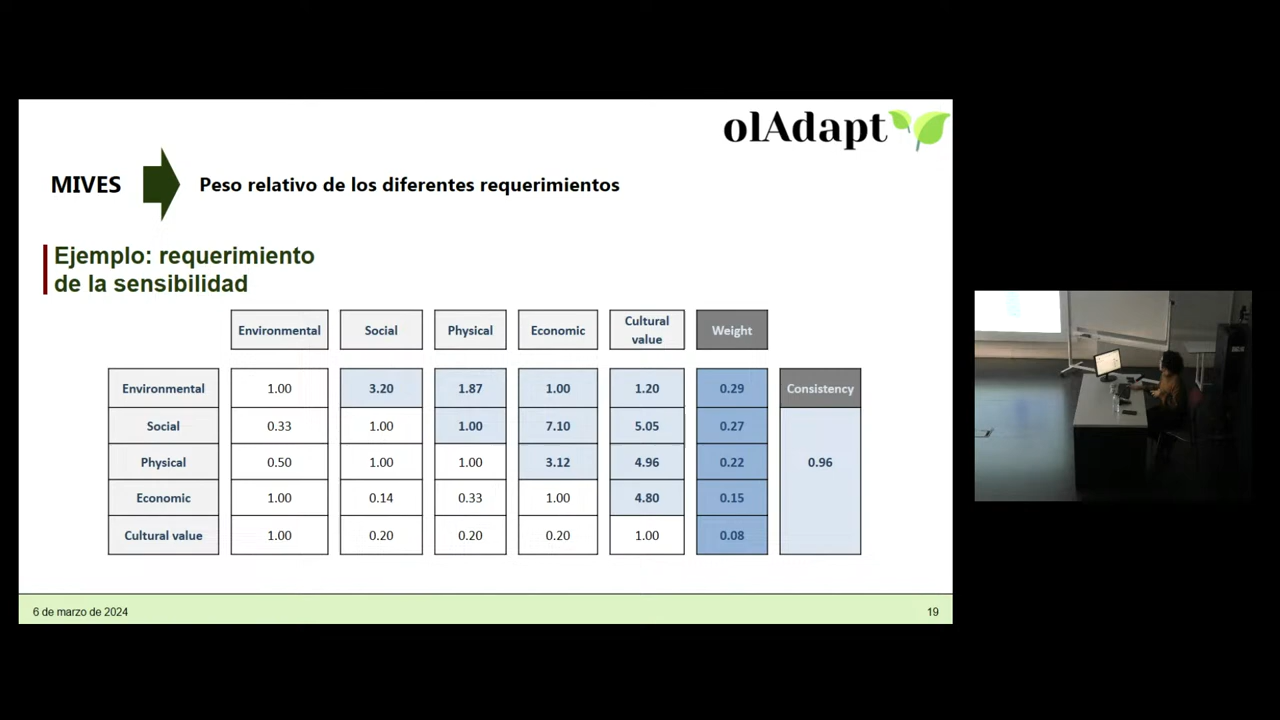 olAdapt
MIVES
Peso relativo de los diferentes requerimientos
Ejemplo: requerimiento
de la sensibilidad
Environmental Social Physical Economic Cultural value Weight
Environmental 1.00 3.20 1.87 1.00 1.20 0.29 Consistency
Social 0.33 1.00 1.00 7.10 5.05 0.27
Physical 0.50 1.00 1.00 3.12 4.96 0.22 0.96
Economic 1.00 0.14 0.33 1.00 4.80 0.15
Cultural value 1.00 0.20 0.20 0.20 1.00 0.08
6 de marzo de 2024 19